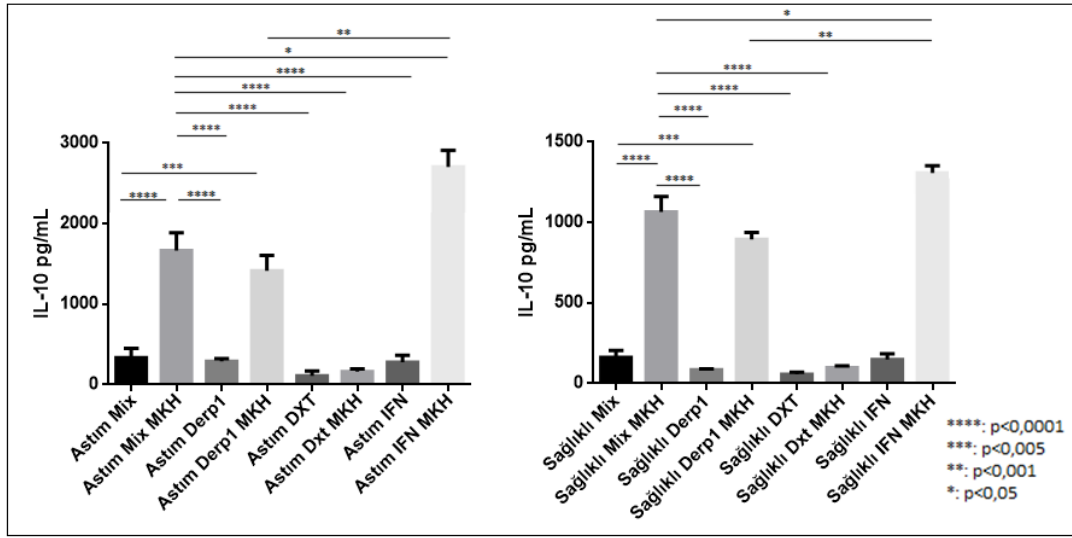 **
*
****
****
****
****
***
****
****
IL-10 pg/mL
3000
2000
1000
0
Astım Mix
Astım Mix MKH
Astım Derp1
Astım Derp1 MKH
Astım DXT
Astım Dxt MKH
Astım IFN
Astım IFN MKH
*
**
****
****
****
***
****
****
IL-10 pg/mL
1500
1000
500
0
Sağlıklı Mix
Sağlıklı Mix MKH
Sağlıklı Derp1
Sağlıklı Derp1 MKH
Sağlıklı DXT
Sağlıklı Dxt MKH
Sağlıklı IFN
Sağlıklı IFN MKH
****: p<0,0001
***: p<0,005
**: p<0,001
*: p<0,05